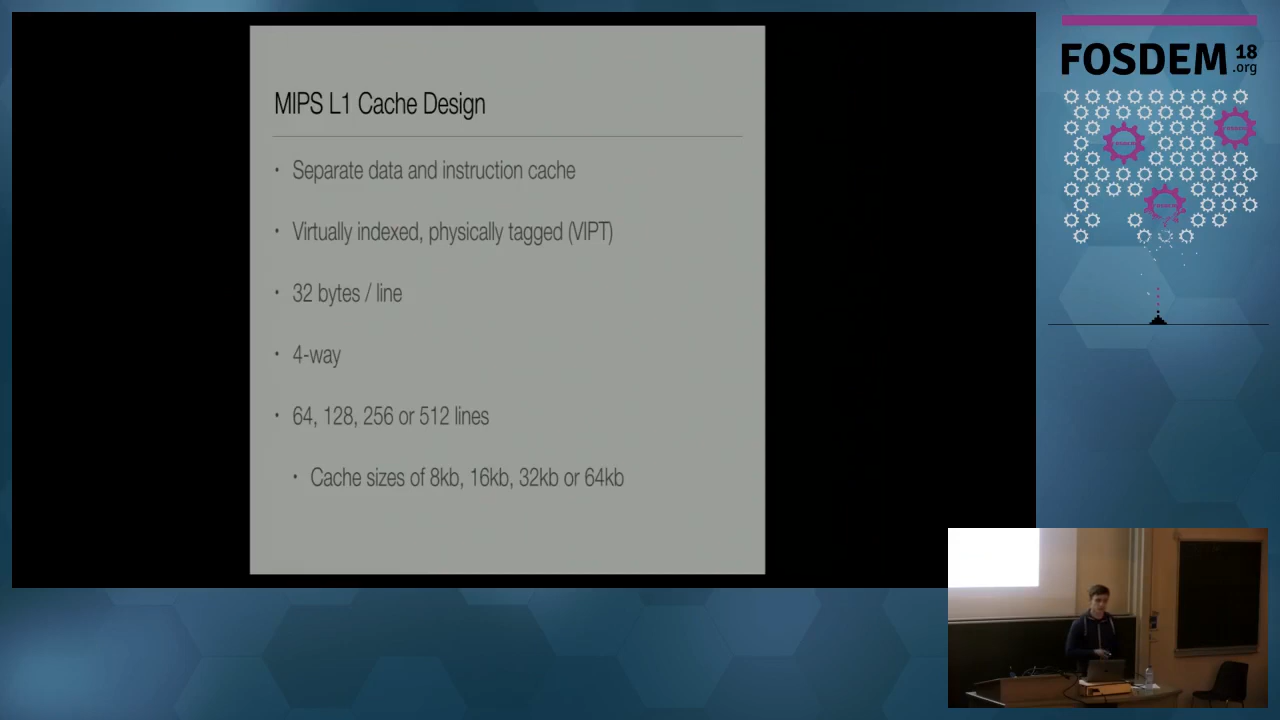 MIPS L1 Cache Design
• Separate data and instruction cache
• Virtually indexed, physically tagged (VIPT)
• 32 bytes / line
• 4-way
• 64, 128, 256 or 512 lines
• Cache sizes of 8kb, 16kb, 32kb or 64kb
FOSDEM 18
.org